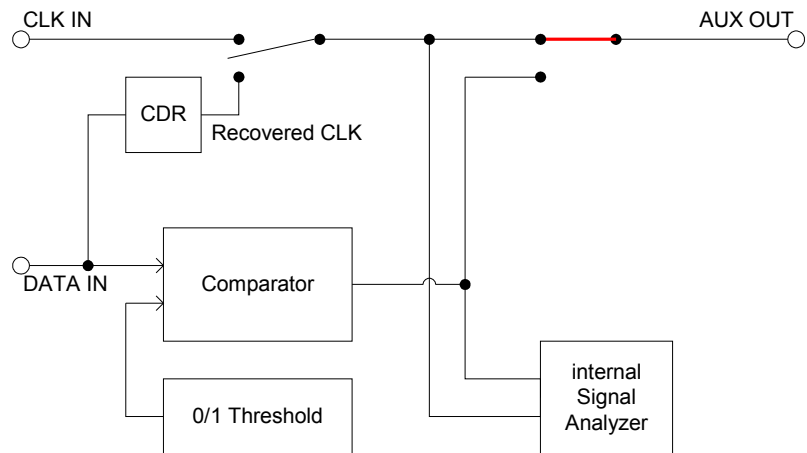 CLK IN
AUX OUT
CDR
Recovered CLK
DATA IN
Comparator
0/1 Threshold
internal
Signal
Analyzer